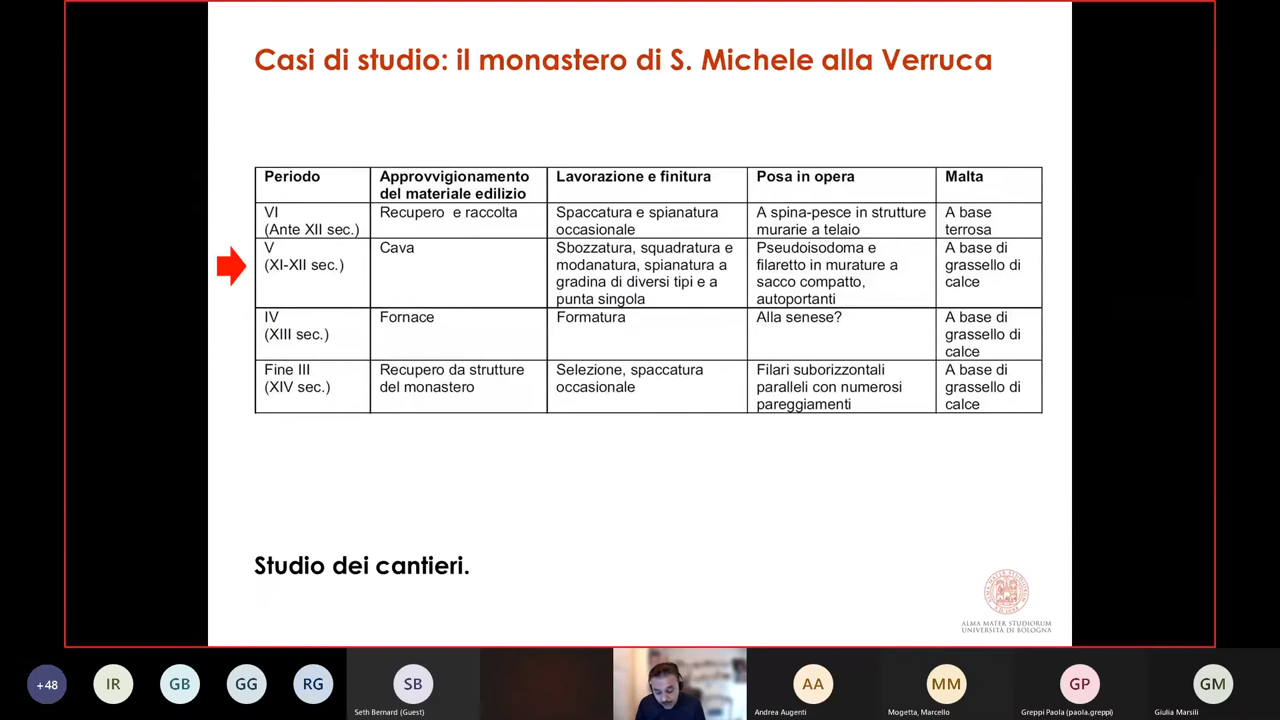 Casi di studio: il monastero di S. Michele alla Verruca
Periodo
Approvvigionamento
del materiale edilizio
Lavorazione e finitura
Posa in opera
Malta
VI
(Ante XII sec.)
Recupero e raccolta
Spaccatura e spianatura
occasionale
A spina-pesce in strutture
murarie a telaio
A base
terrosa
V
(XI-XII sec.)
Cava
Sbozzatura, squadratura e
modanatura, spianatura a
gradina di diversi tipi e a
punta singola
Pseudoisodoma e
filaretto in murature a
sacco compatto,
autoportanti
A base di
grassello di
calce
IV
(XIII sec.)
Fornace
Formatura
Alla senese?
A base di
grassello di
calce
Fine III
(XIV sec.)
Recupero da strutture
del monastero
Selezione, spaccatura
occasionale
Filari suborizzontali
paralleli con numerosi
pareggiamenti
A base di
grassello di
calce
Studio dei cantieri.
ALMA MATER STUDIORUM
A.D. 1088
ALMA MATER STUDIORUM
UNIVERSITÀ DI BOLOGNA
+48
IR
GB
GG
RG
SB
Seth Bernard (Guest)
AA
Andrea Augenti
MM
Mogetta, Marcello
GP
Greppi Paola (paola.greppi)
GM
Giulia Marsili